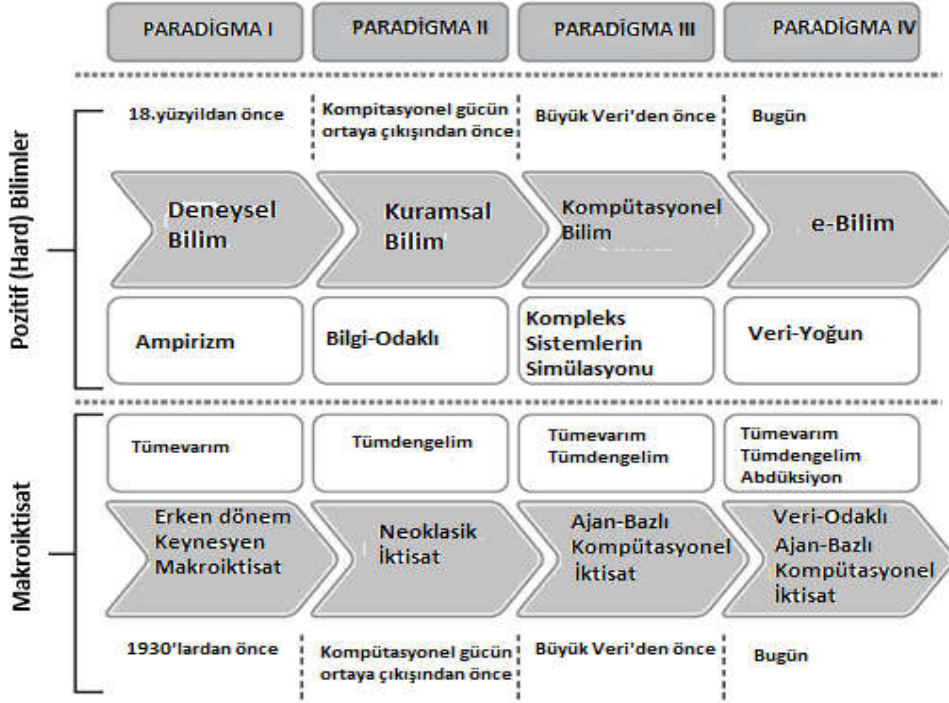 PARADİGMA I
PARADİGMA II
PARADİGMA III
PARADİGMA IV
Pozitif (Hard) Bilimler
18.yüzyıldan önce
Kompitasyonel gücün
ortaya çıkışından önce
Büyük Veri'den önce
Bugün
Deneysel
Bilim
Kuramsal
Bilim
Kompütasyonel
Bilim
e-Bilim
Ampirizm
Bilgi-Odaklı
Kompleks
Sistemlerin
Simülasyonu
Veri-Yoğun
Makroiktisat
Tümevarım
Tümdengelim
Tümevarım
Tümdengelim
Tümevarım
Tümdengelim
Abdüksiyon
Erken dönem
Keynesyen
Makroiktisat
Neoklasik
İktisat
Ajan-Bazlı
Kompütasyonel
İktisat
Veri-Odaklı
Ajan-Bazlı
Kompütasyonel
İktisat
1930'lardan önce
Kompütasyonel gücün
ortaya çıkışından önce
Büyük Veri'den önce
Bugün